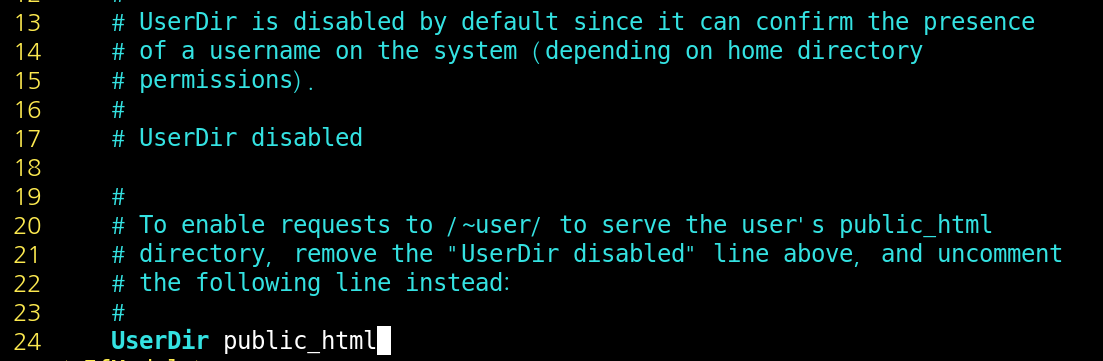 13 # UserDir is disabled by default since it can confirm the presence
14 # of a username on the system (depending on home directory
15 # permissions).
16 #
17 # UserDir disabled
18
19 #
20 # To enable requests to /~user/ to serve the user's public_html
21 # directory, remove the "UserDir disabled" line above, and uncomment
22 # the following line instead:
23 #
24 UserDir public_html